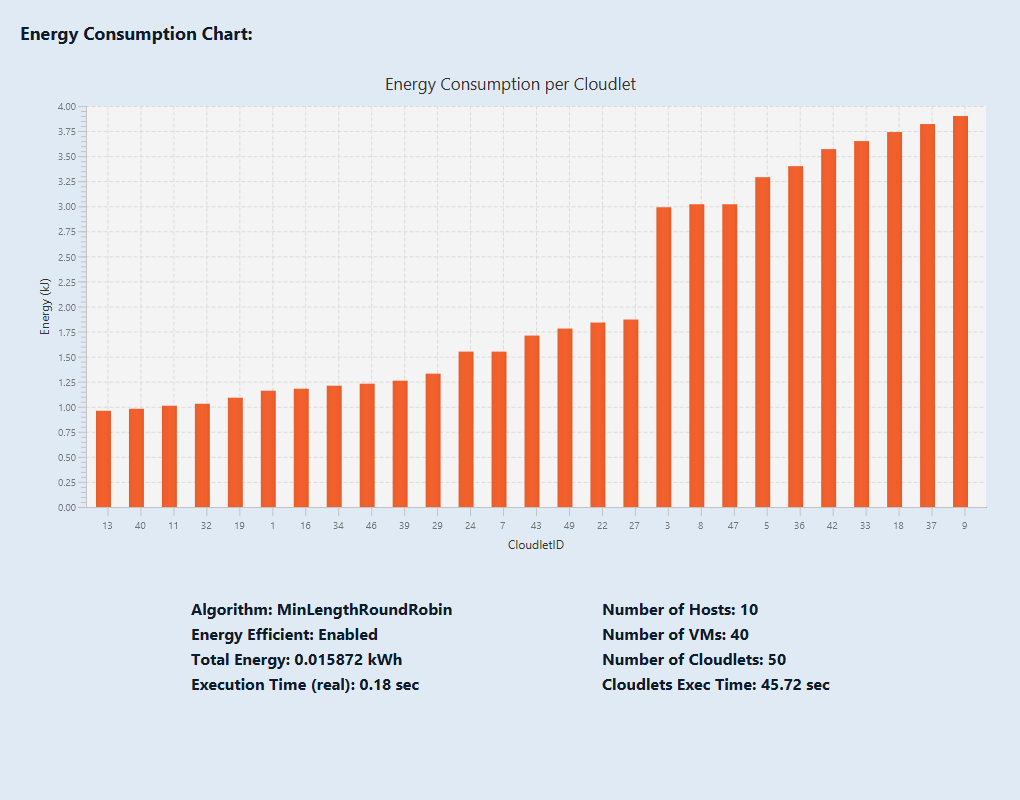 Energy Consumption Chart:
Energy Consumption per Cloudlet
4.00
3.75
3.50
3.25
3.00
2.75
2.50
2.25
2.00
1.75
1.50
1.25
1.00
0.75
0.50
0.25
0.00
Energy (kJ)
13 40 11 32 19 1 16 34 46 39 29 24 7 43 49 22 27 3 8 47 5 36 42 33 18 37 9
CloudletID
Algorithm: MinLengthRoundRobin
Energy Efficient: Enabled
Total Energy: 0.015872 kWh
Execution Time (real): 0.18 sec
Number of Hosts: 10
Number of VMs: 40
Number of Cloudlets: 50
Cloudlets Exec Time: 45.72 sec